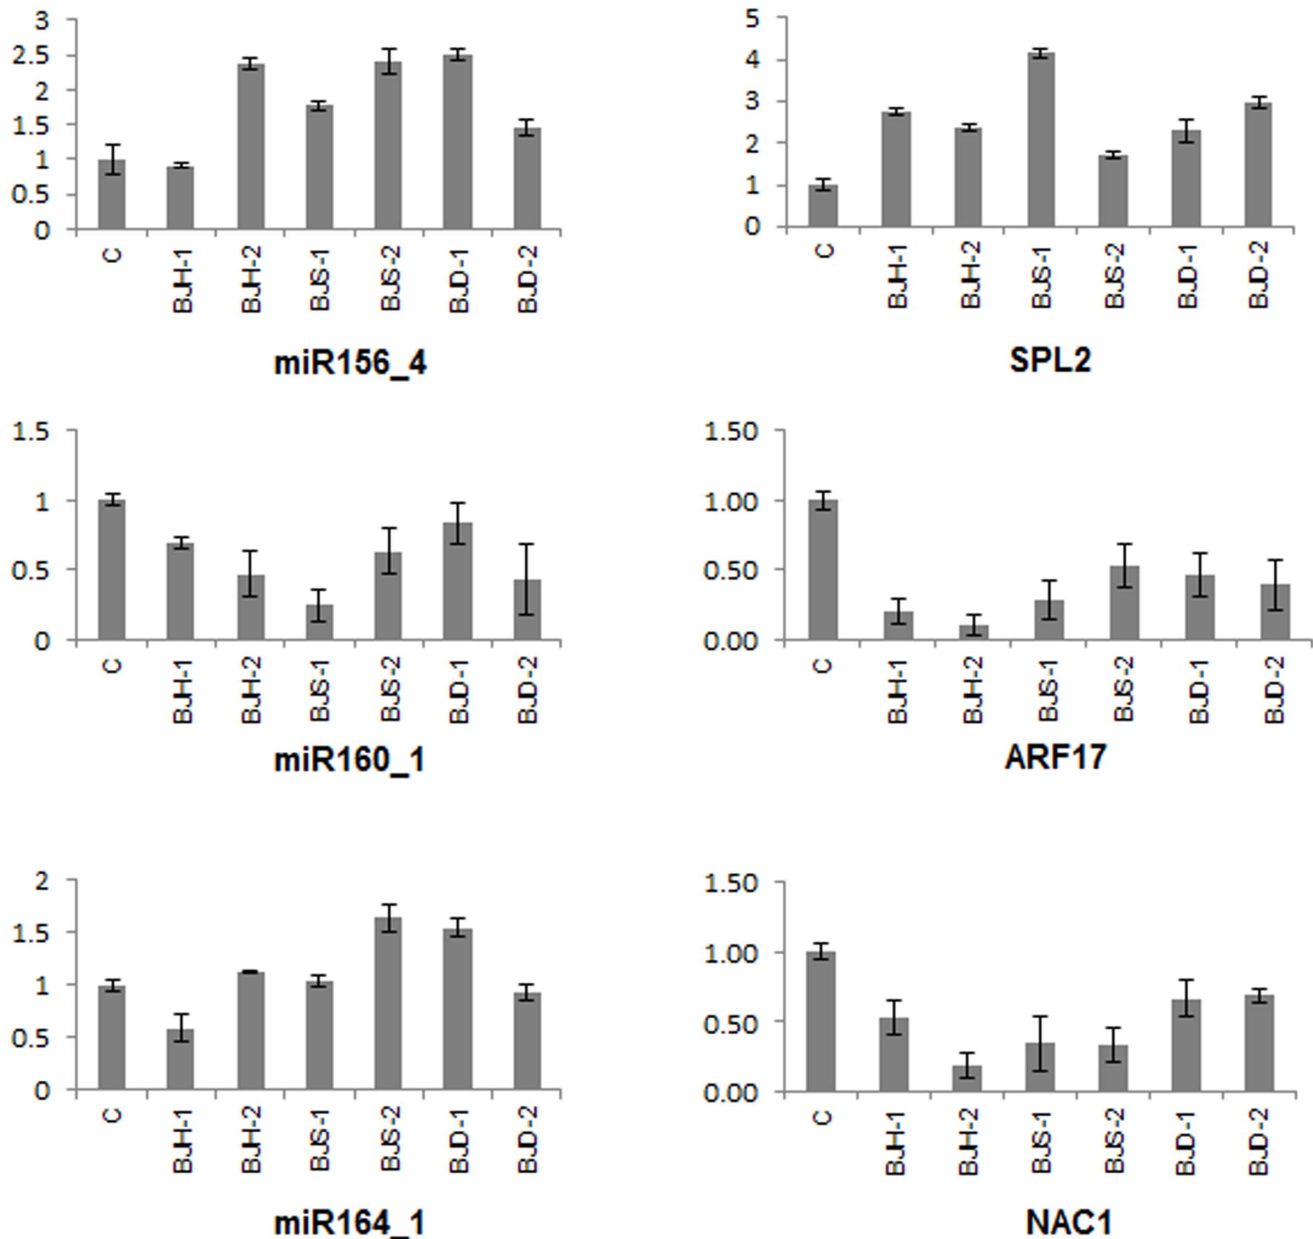 3
2.5
2
1.5
1
0.5
0
C
BJH-1
BJH-2
BJS-1
BJS-2
BJD-1
BJD-2
miR156_4
5
4
3
2
1
0
C
BJH-1
BJH-2
BJS-1
BJS-2
BJD-1
BJD-2
SPL2
1.5
1
0.5
0
C
BJH-1
BJH-2
BJS-1
BJS-2
BJD-1
BJD-2
miR160_1
1.50
1.00
0.50
0.00
C
BJH-1
BJH-2
BJS-1
BJS-2
BJD-1
BJD-2
ARF17
2
1.5
1
0.5
0
C
BJH-1
BJH-2
BJS-1
BJS-2
BJD-1
BJD-2
miR164_1
1.50
1.00
0.50
0.00
C
BJH-1
BJH-2
BJS-1
BJS-2
BJD-1
BJD-2
NAC1